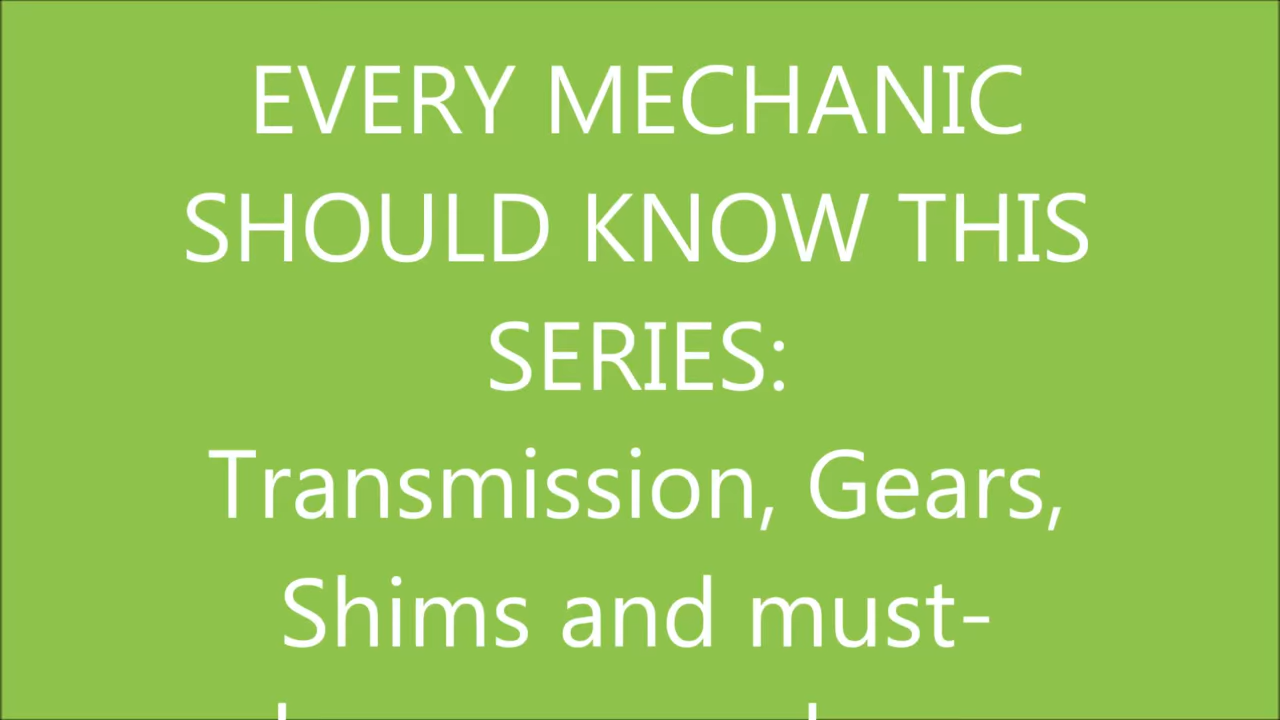 EVERY MECHANIC
SHOULD KNOW THIS
SERIES:
Transmission, Gears,
Shims and must-